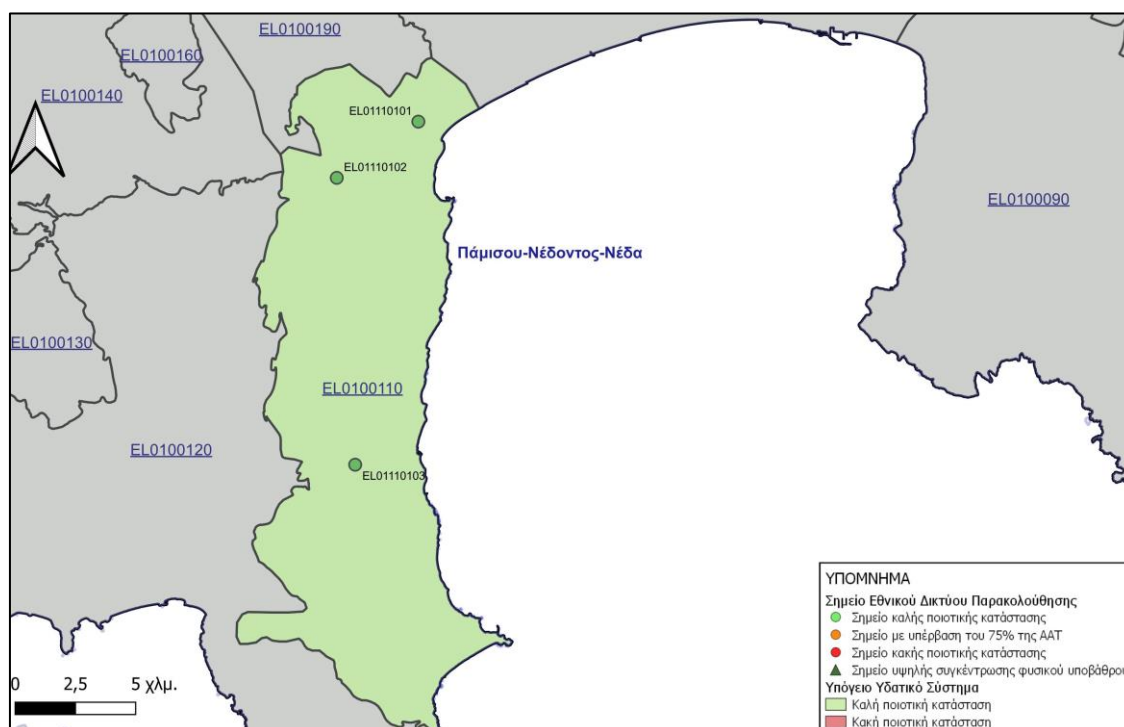 EL0100190
EL0100160
EL0100140
EL01110101
EL01110102
EL0100090
Πάμισου-Νέδοντος-Νέδα
EL0100130
EL0100110
EL0100120
EL01110103
ΥΠΟΜΝΗΜΑ
Σημείο Εθνικού Δικτύου Παρακολούθησης
Σημείο καλής ποιοτικής κατάστασης
Σημείο με υπέρβαση του 75% της ΑΑΤ
Σημείο κακής ποιοτικής κατάστασης
Σημείο υψηλής συγκέντρωσης φυσικού υποβάθρου
Υπόγειο Υδατικό Σύστημα
Καλή ποιοτική κατάσταση
Κακή ποιοτική κατάσταση
0 2,5 5 χλμ.